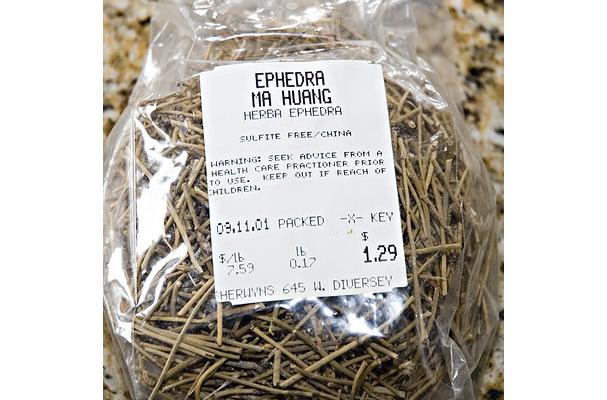 EPHEDRA
MA HUANG
HERBA EPHEDRA
SULFITE FREE/CHINA
WARNING: SEEK ADVICE FROM A
HEALTH CARE PRACTIONER PRIOR
TO USE. KEEP OUT IF REACH OF
CHILDREN.
09.11.01 PACKED -X- KEY
$
$/lb lb
7.59 0.17 1.29
HERWYNS 645 W. DIVERSEY